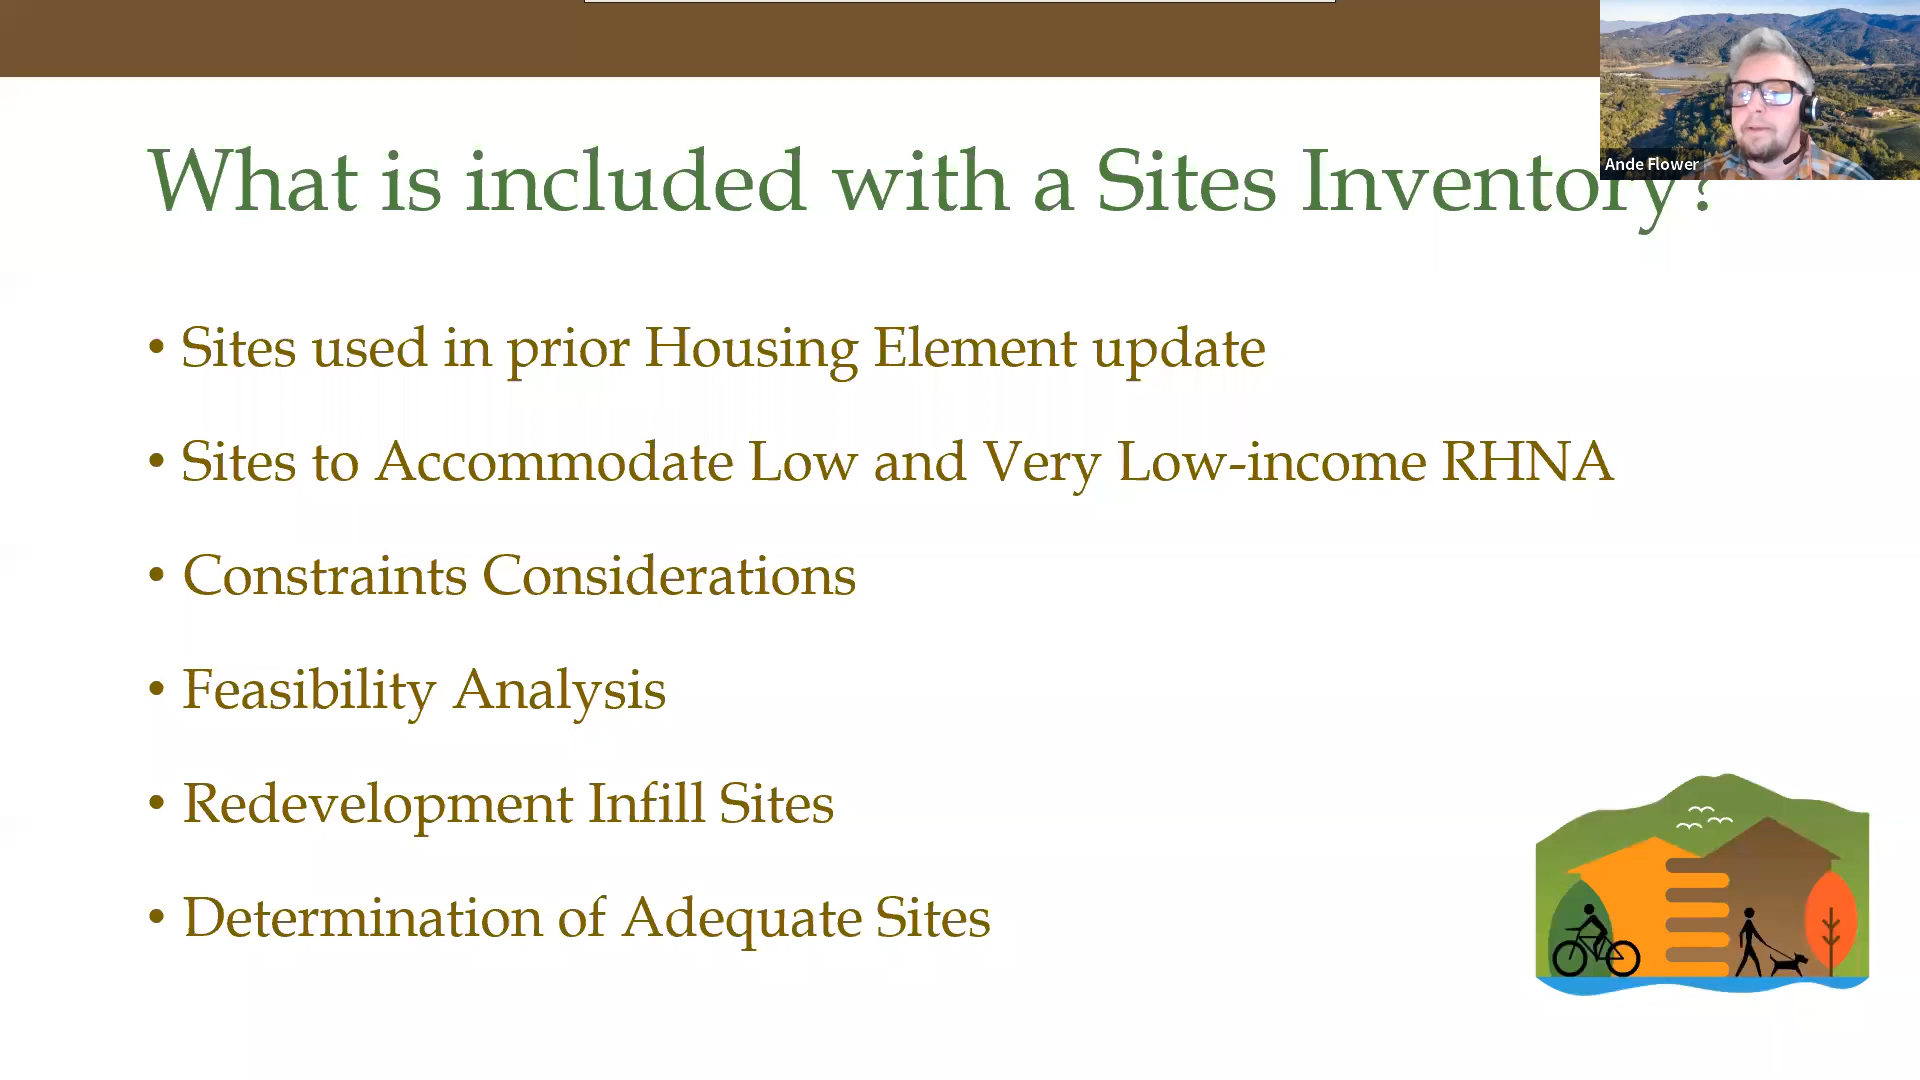 What is included with a Sites Inventory?
Ande Flower
• Sites used in prior Housing Element update
• Sites to Accommodate Low and Very Low-income RHNA
• Constraints Considerations
• Feasibility Analysis
• Redevelopment Infill Sites
• Determination of Adequate Sites